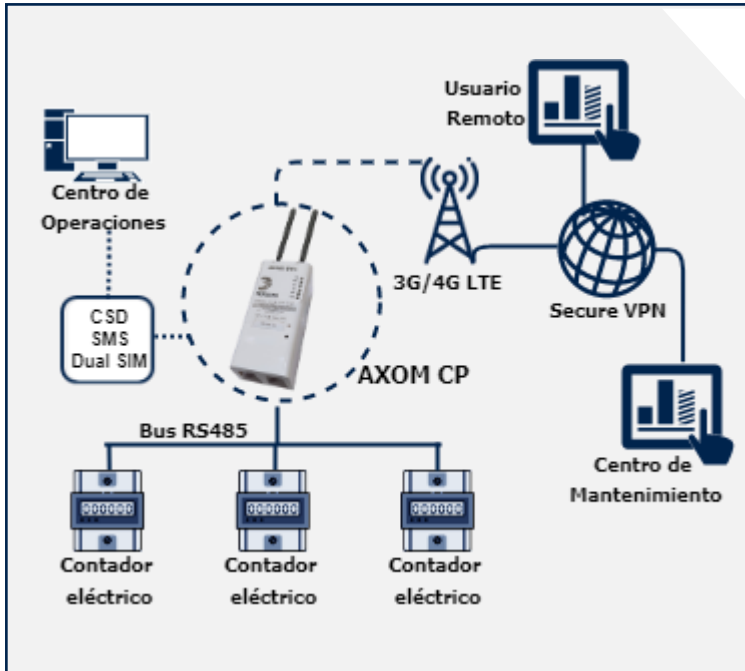 Usuario
Remoto
Centro de
Operaciones
3G/4G LTE
Secure VPN
CSD
SMS
Dual SIM
AXOM CP
Bus RS485
Centro de
Mantenimiento
000000
000000
000000
Contador
eléctrico
Contador
eléctrico
Contador
eléctrico